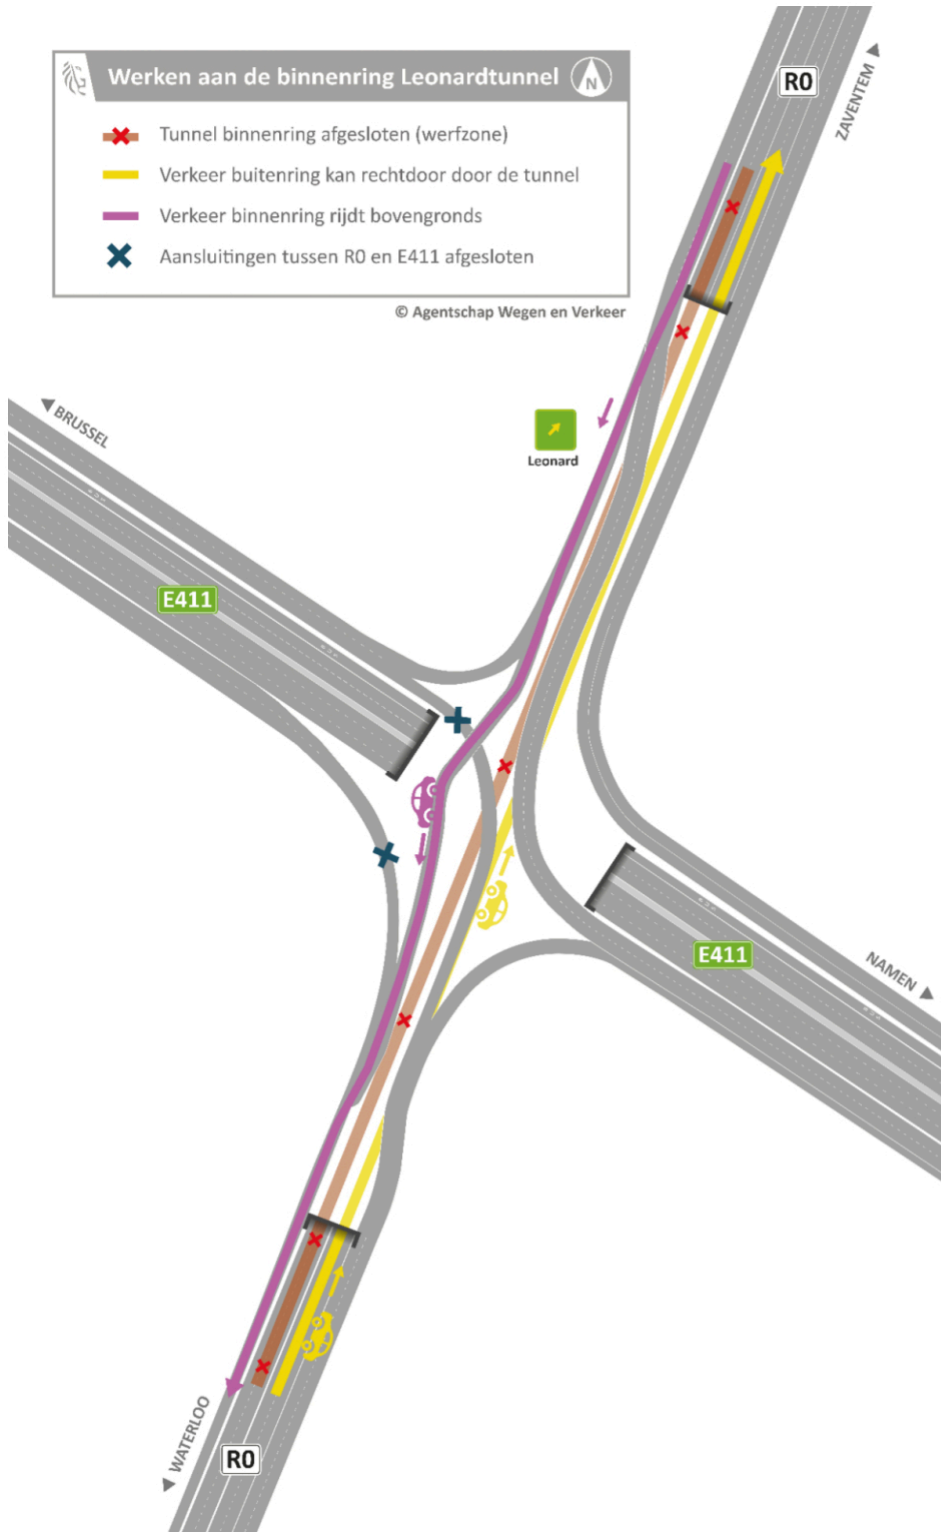 Werken aan de binnenring Leonardtunnel
N
Tunnel binnenring afgesloten (werfzone)
Verkeer buitenring kan rechtdoor door de tunnel
Verkeer binnenring rijdt bovengronds
Aansluitingen tussen R0 en E411 afgesloten
© Agentschap Wegen en Verkeer
R0
ZAVENTEM
BRUSSEL
Leonard
E411
E411
NAMEN
WATERLOO
R0